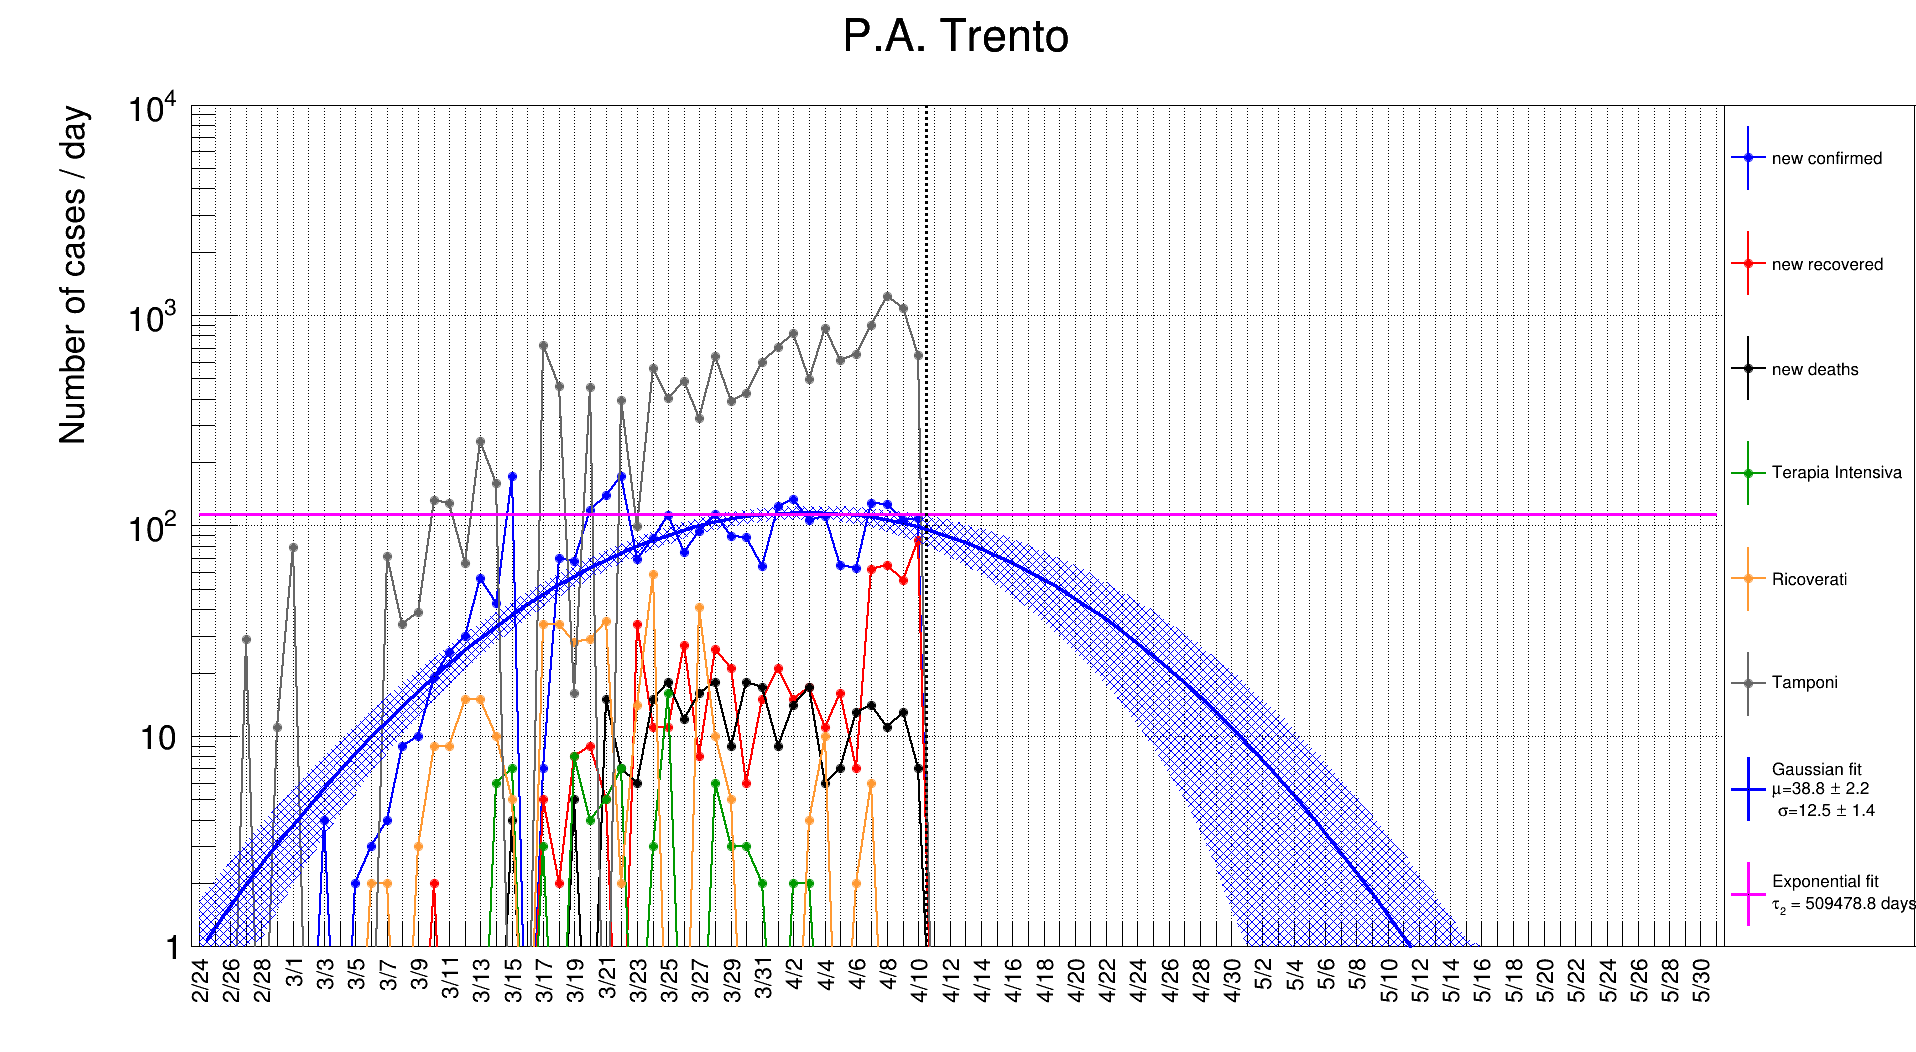 P.A. Trento
Number of cases / day
10^4
10^3
10^2
10
1
2/24 2/26 2/28 3/1 3/3 3/5 3/7 3/9 3/11 3/13 3/15 3/17 3/19 3/21 3/23 3/25 3/27 3/29 3/31 4/2 4/4 4/6 4/8 4/10 4/12 4/14 4/16 4/18 4/20 4/22 4/24 4/26 4/28 4/30 5/2 5/4 5/6 5/8 5/10 5/12 5/14 5/16 5/18 5/20 5/22 5/24 5/26 5/28 5/30
new confirmed
new recovered
new deaths
Terapia Intensiva
Ricoverati
Tamponi
Gaussian fit
μ=38.8 ± 2.2
σ=12.5 ± 1.4
Exponential fit
τ₂ = 509478.8 days